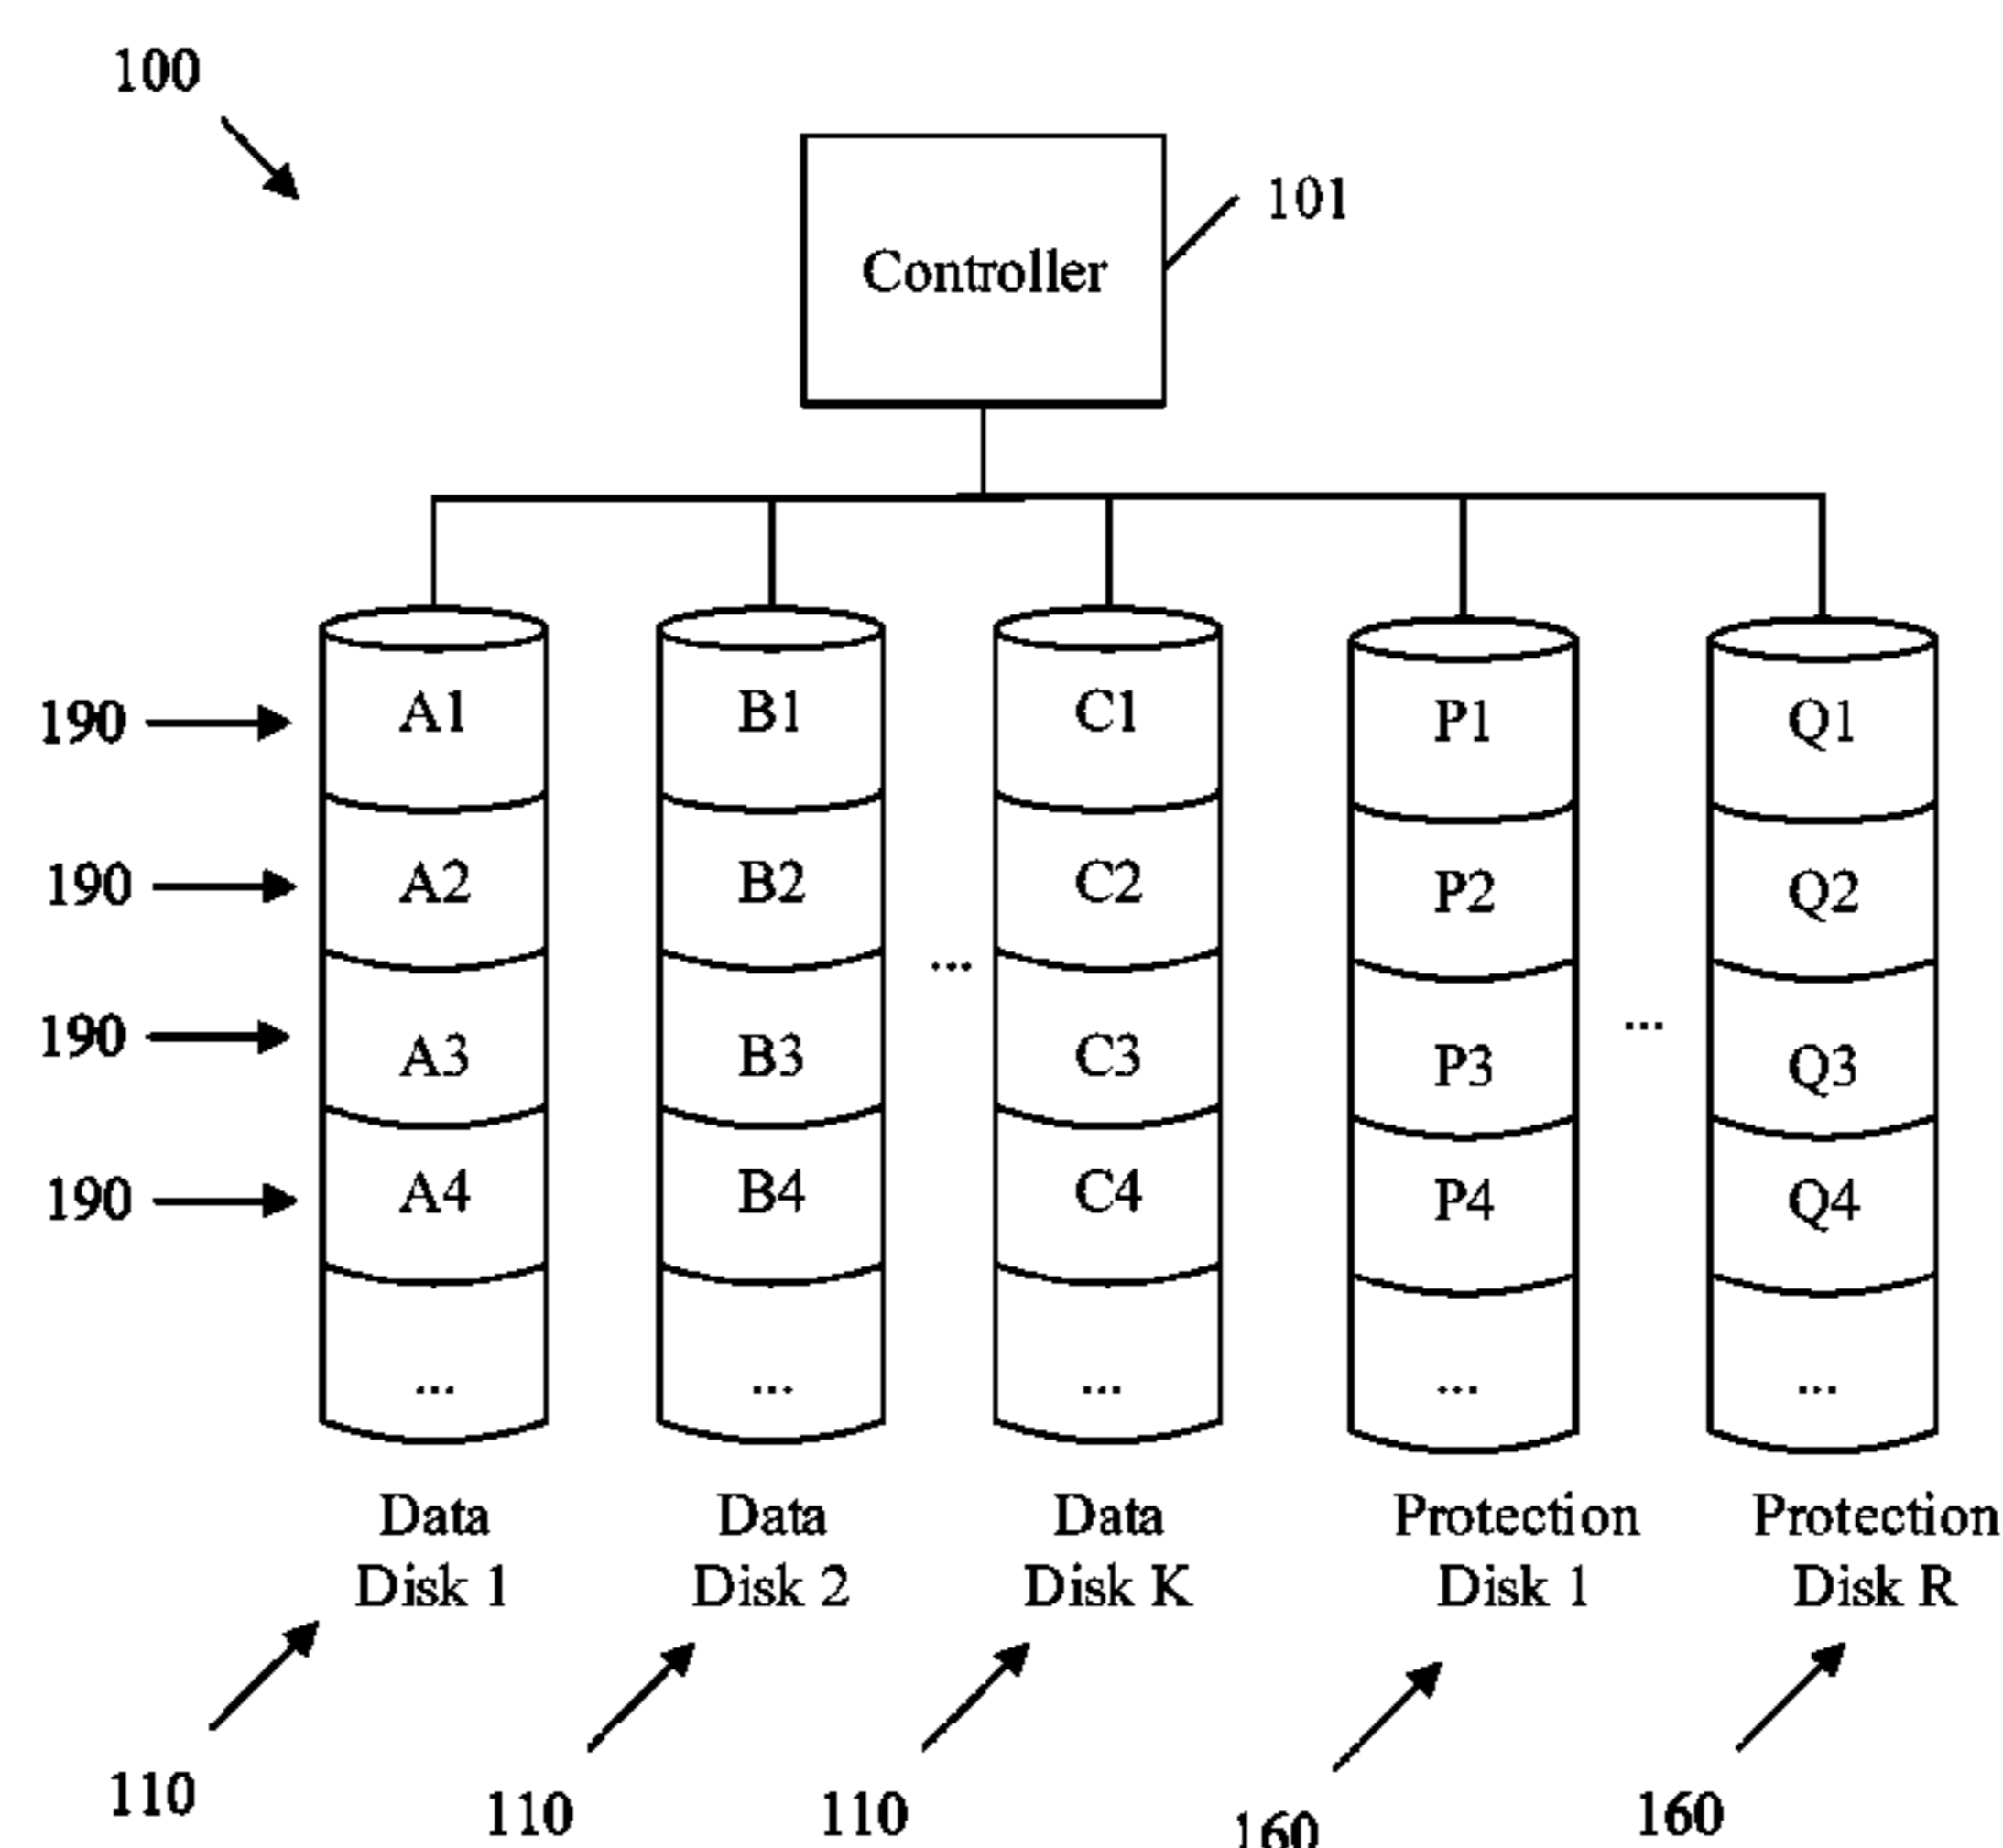 100
101
Controller
190 A1 B1 C1 P1 Q1
190 A2 B2 C2 P2 Q2
... ...
190 A3 B3 C3 P3 Q3
190 A4 B4 C4 P4 Q4
... ... ... ... ...
Data Data Data Protection Protection
Disk 1 Disk 2 Disk K Disk 1 Disk R
110 110 110 160 160